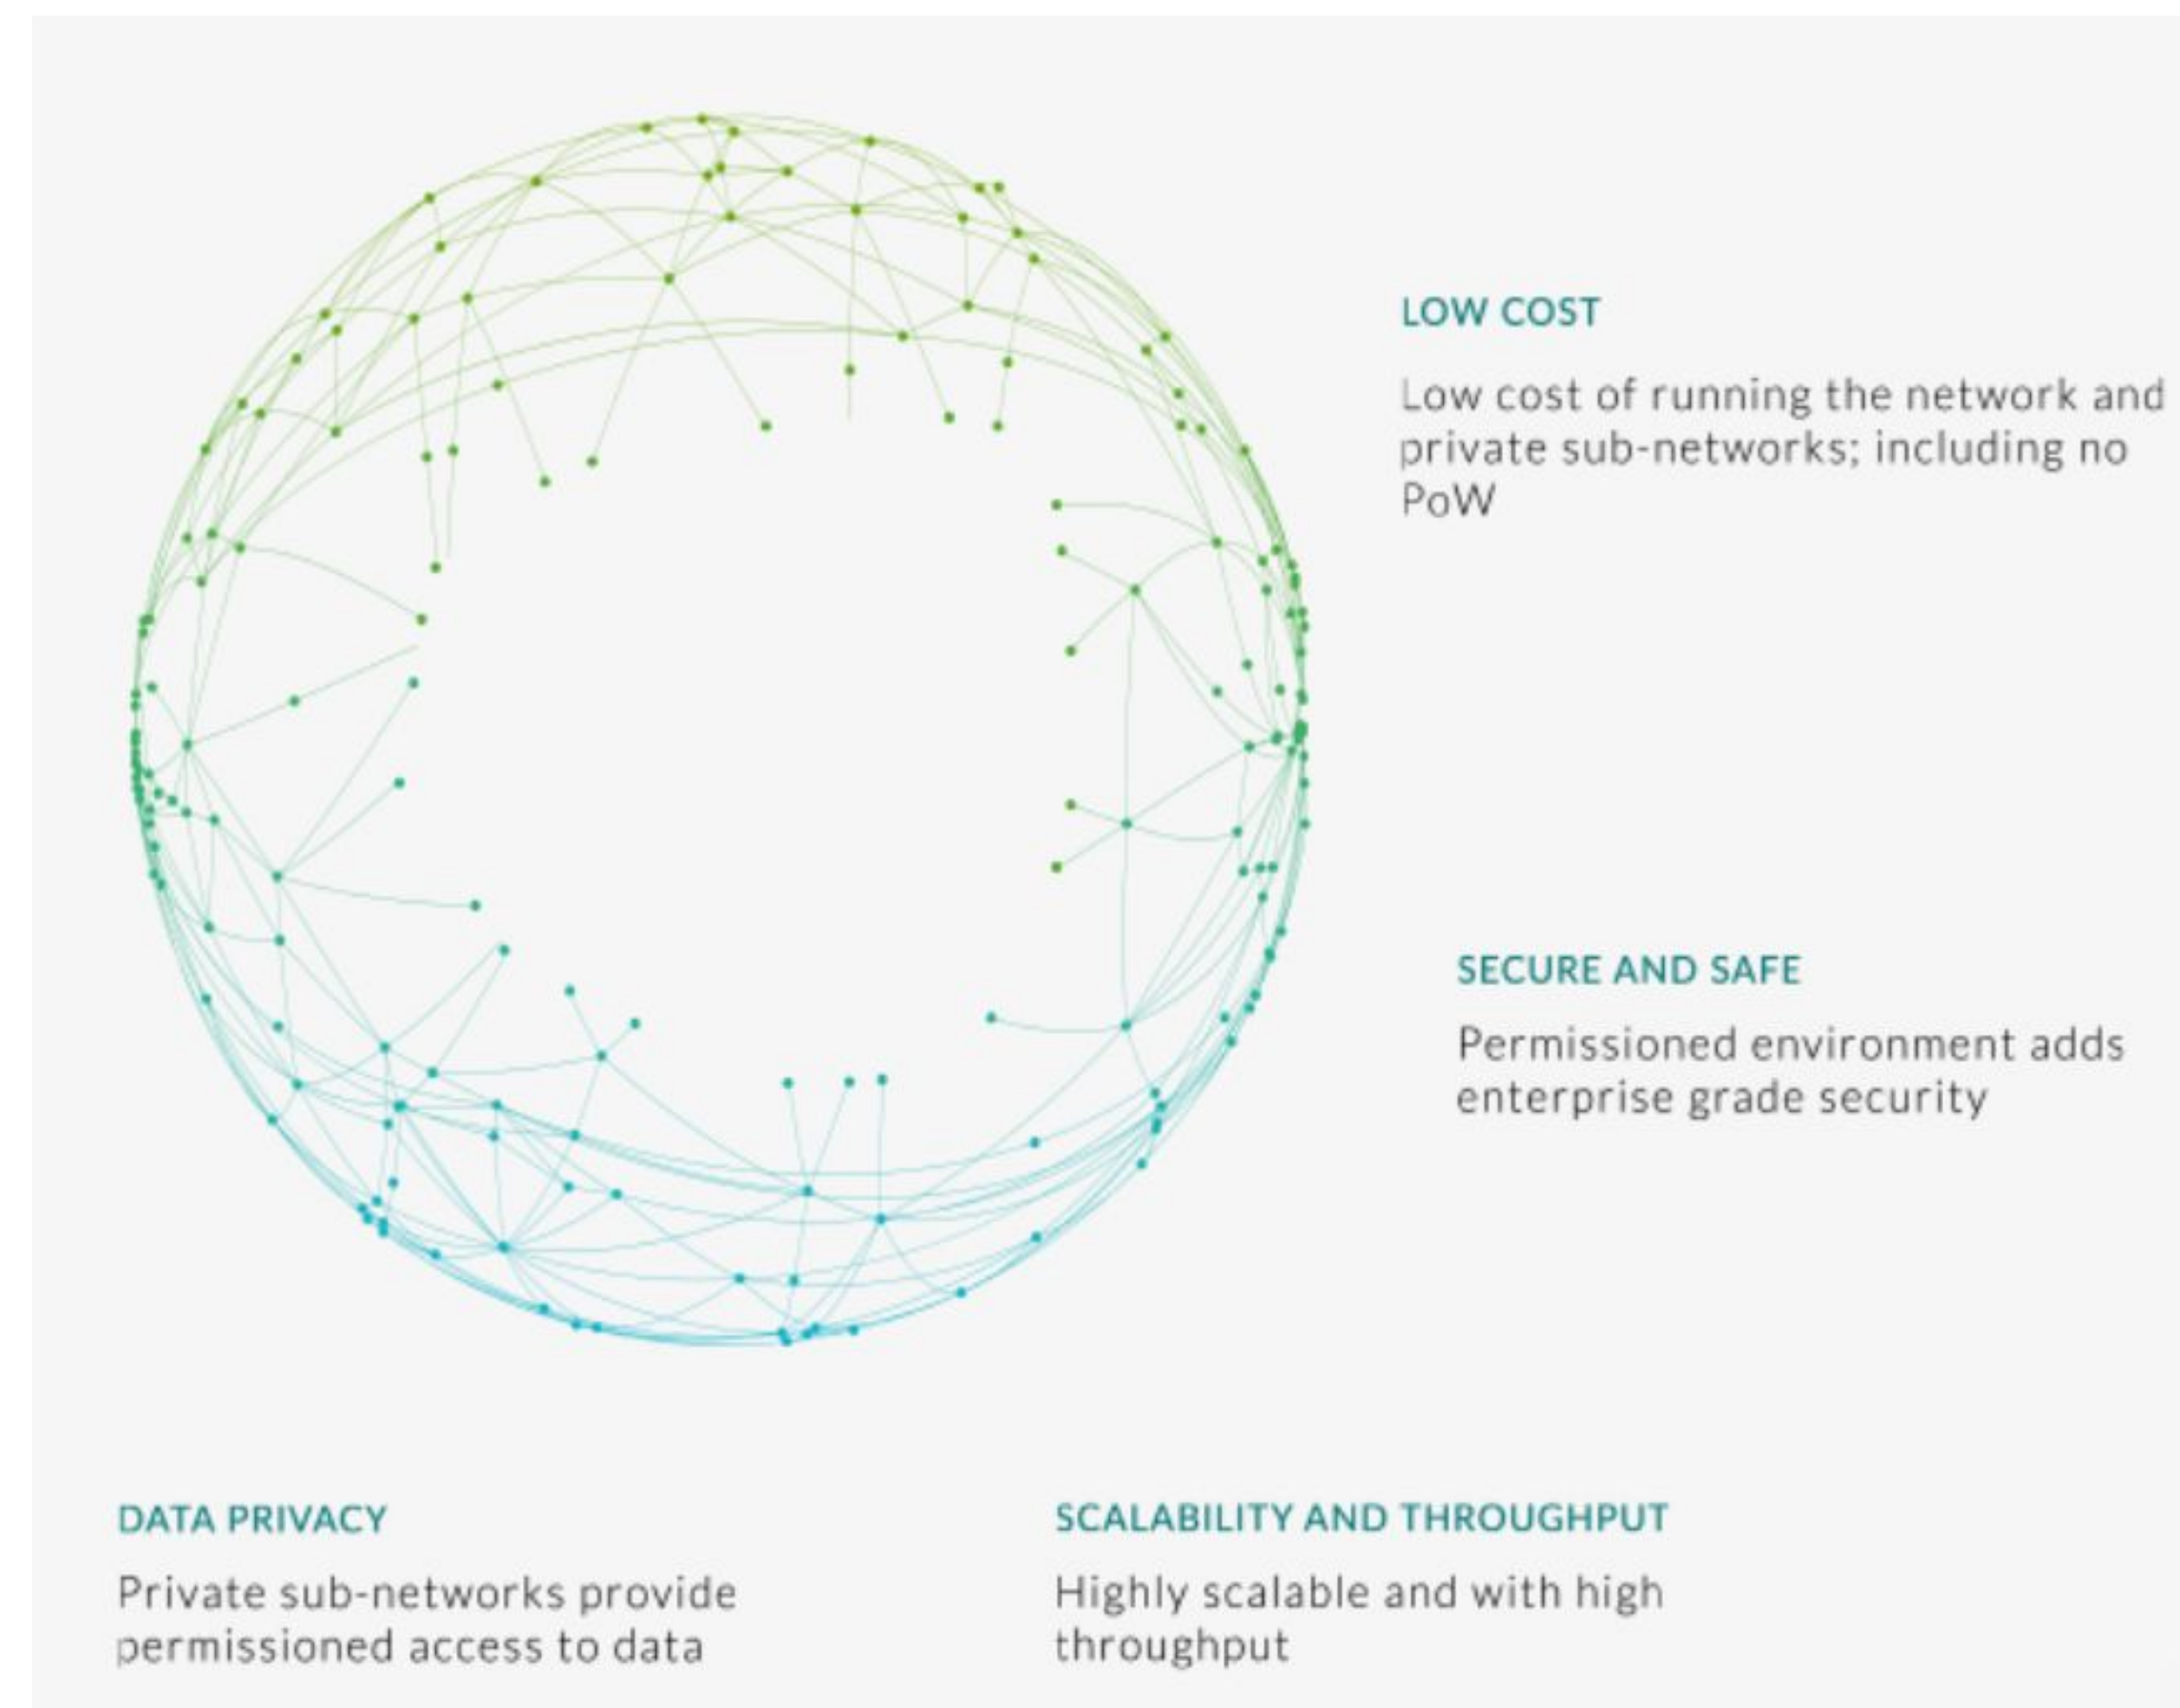 LOW COST
Low cost of running the network and
private sub-networks; including no
PoW
SECURE AND SAFE
Permissioned environment adds
enterprise grade security
DATA PRIVACY
Private sub-networks provide
permissioned access to data
SCALABILITY AND THROUGHPUT
Highly scalable and with high
throughput